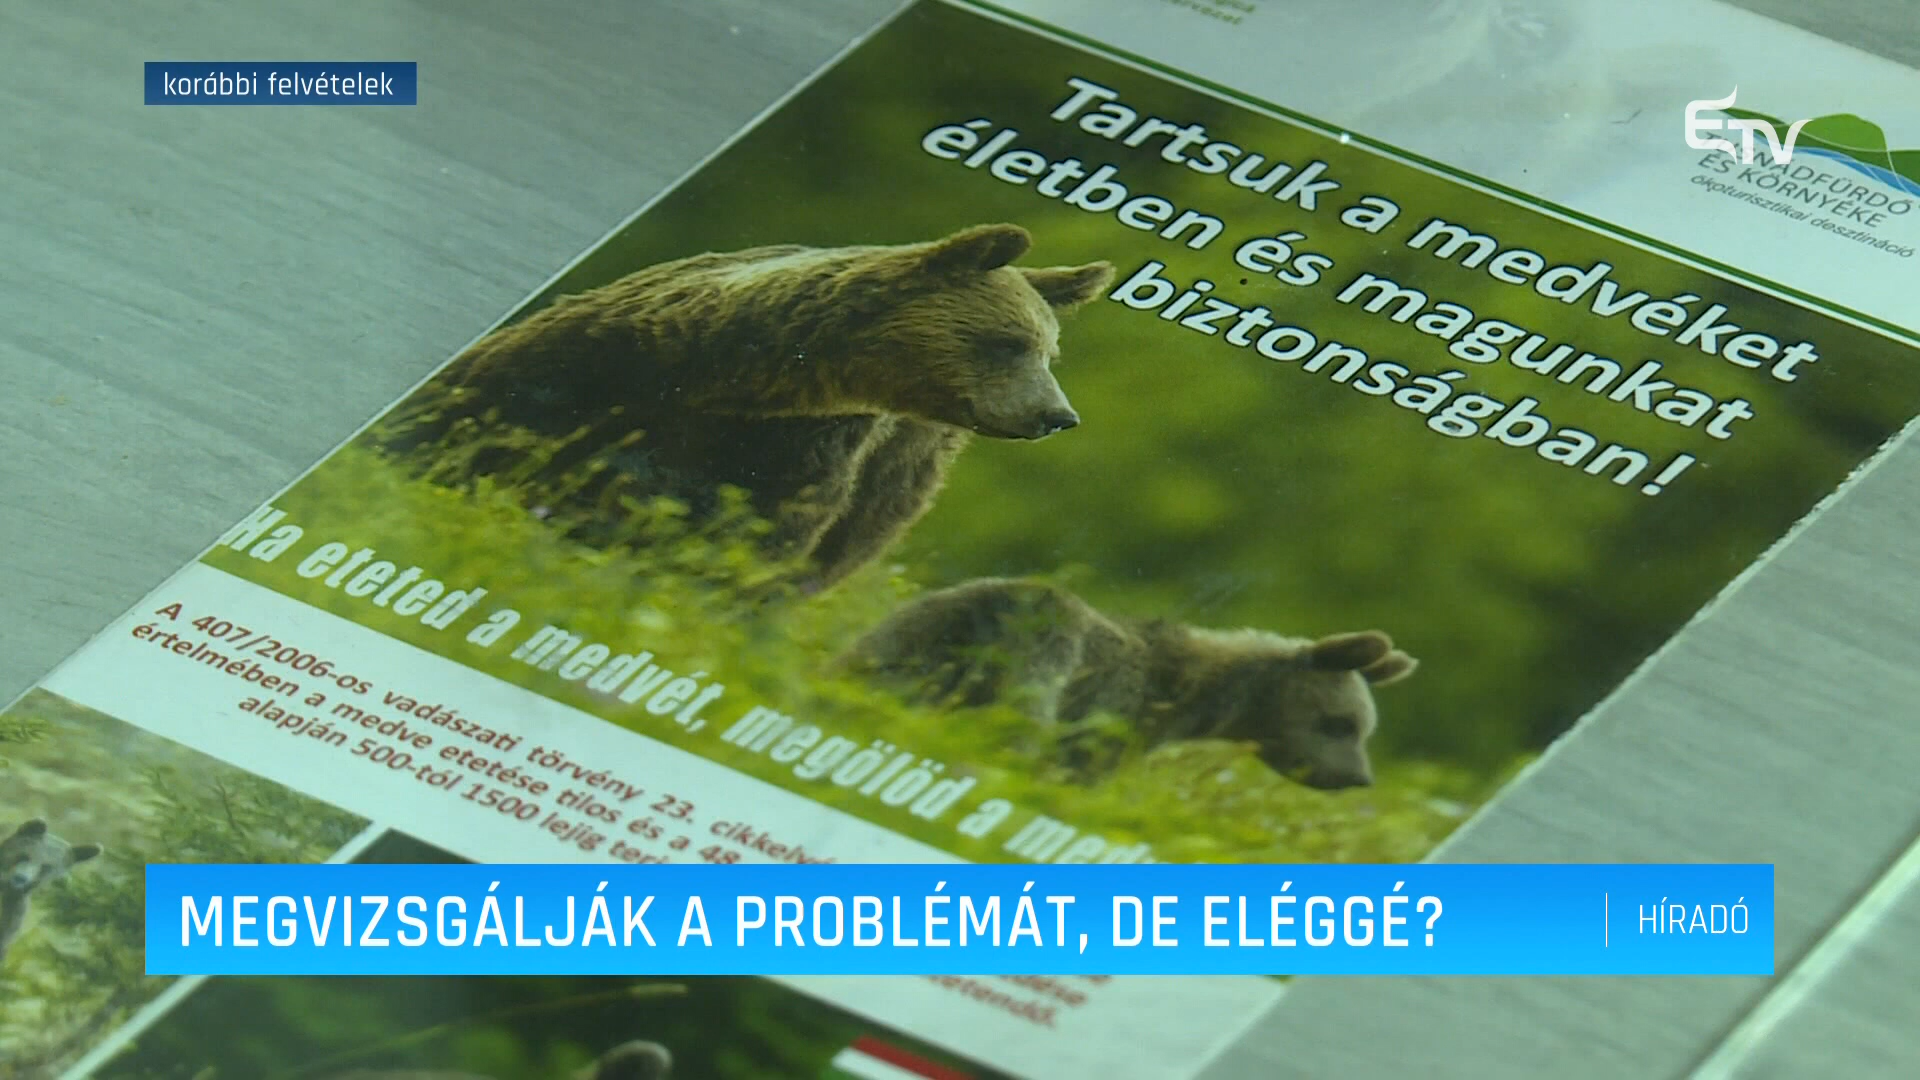 korábbi felvételek
ETV
TUSNÁDFÜRDŐ
ÉS KÖRNYÉKE
ökoturisztikai desztináció
Tartsuk a medvéket
életben és magunkat
biztonságban!
Ha eteted a medvét, megölöd a
A 407/2006-os vadászati törvény 23.
értelmében a medve etetése tilos és a 48.
alapján 500-tól 1500 lejig
MEGVIZSGÁLJÁK A PROBLÉMÁT, DE ELÉGGÉ?
HÍRADÓ